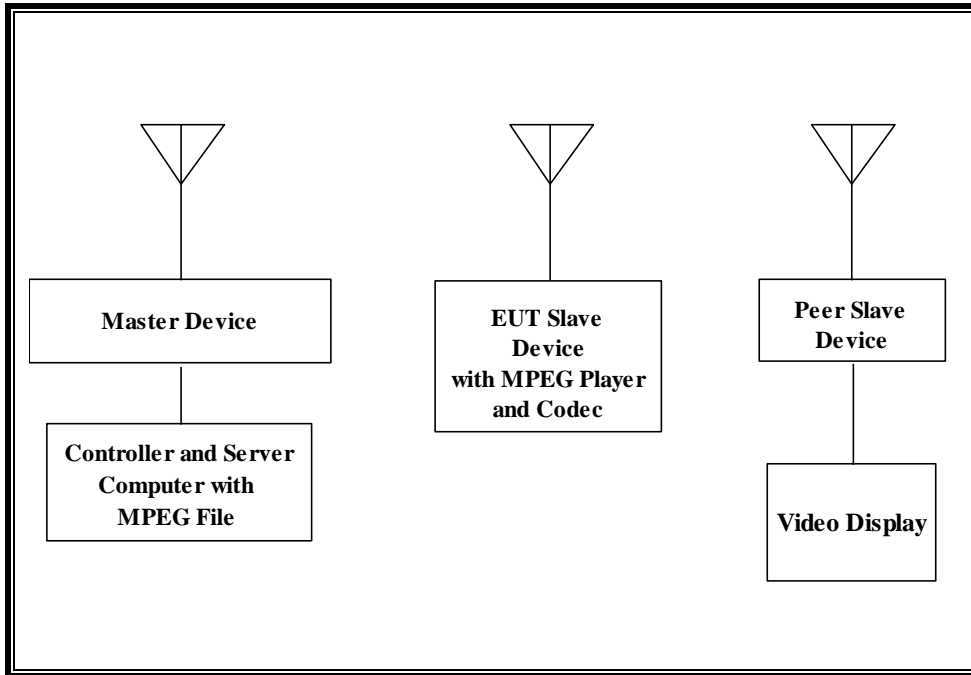 Master Device
Controller and Server
Computer with
MPEG File
EUT Slave
Device
with MPEG Player
and Codec
Peer Slave
Device
Video Display